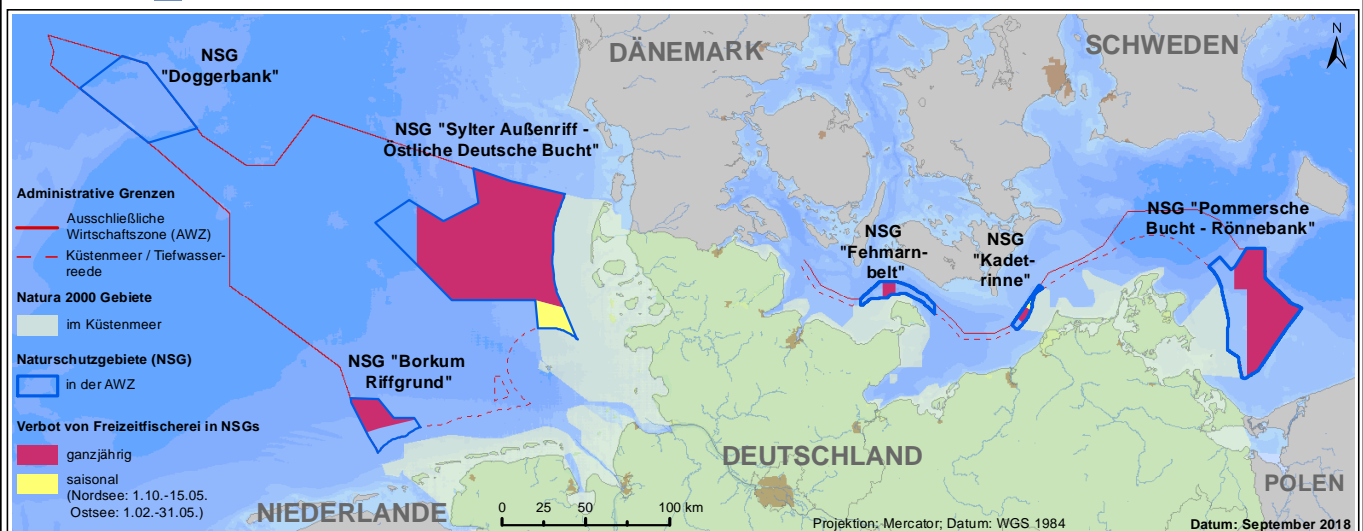 NSG
"Doggerbank"
DÄNEMARK
SCHWEDEN
N
NSG "Sylter Außenriff -
Östliche Deutsche Bucht"
Administrative Grenzen
Ausschließliche
Wirtschaftszone (AWZ)
Küstenmeer / Tiefwasser-
reede
Natura 2000 Gebiete
im Küstenmeer
Naturschutzgebiete (NSG)
in der AWZ
Verbot von Freizeitfischerei in NSGs
ganzjährig
saisonal
(Nordsee: 1.10.-15.05.
Ostsee: 1.02.-31.05.)
NSG "Borkum
Riffgrund"
NSG
"Fehmarn-
belt"
NSG
"Kadet-
rinne"
NSG "Pommersche
Bucht - Rönnebank"
DEUTSCHLAND
NIEDERLANDE
POLEN
0 25 50 100 km
Projektion: Mercator; Datum: WGS 1984
Datum: September 2018